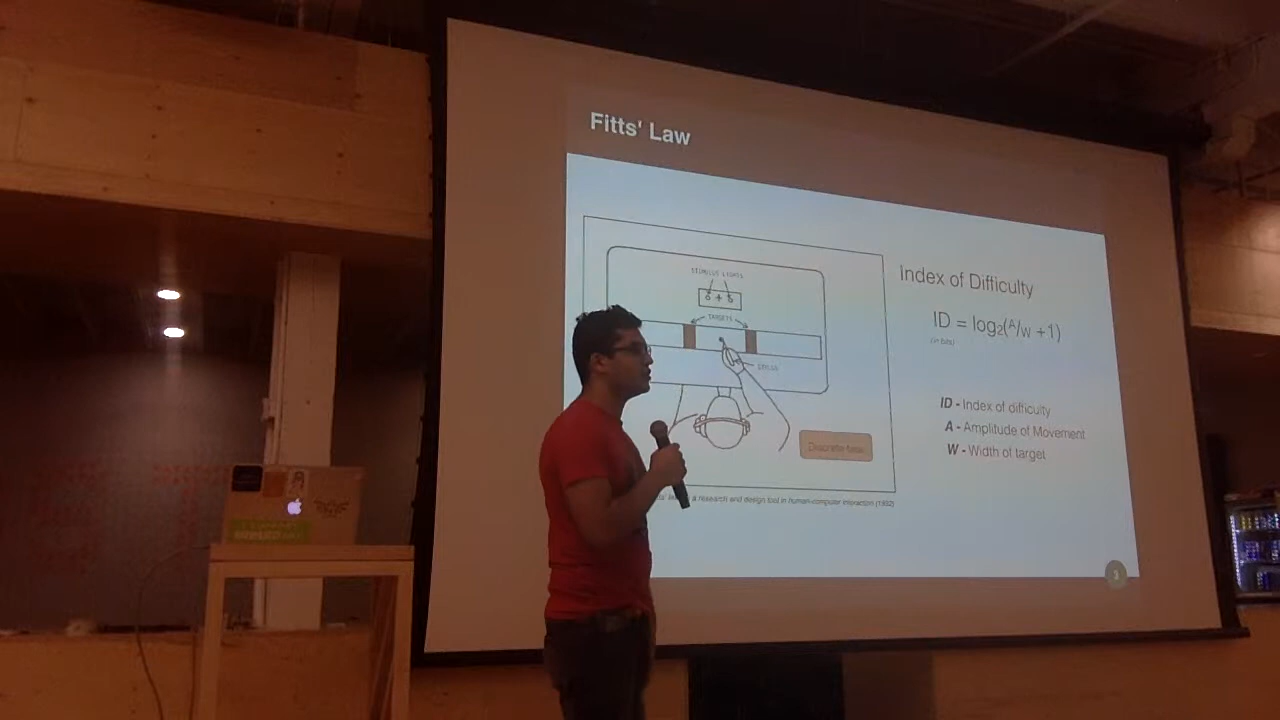 Fitts' Law
STIMULUS LIGHTS
TARGETS
STYLUS
Discrete task
Index of Difficulty
ID = log₂(A/W +1)
(in bits)
ID - Index of difficulty
A - Amplitude of Movement
W - Width of target
a research and design tool in human-computer interaction (1992)
3